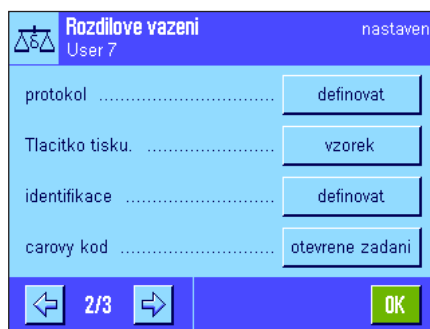 Rozdilove vazeni
nastaven
User 7
protokol .............................. definovat
Tlacitko tisku. ........................ vzorek
identifikace ......................... definovat
carovy kod .......................... otevrene zadani
2/3
OK